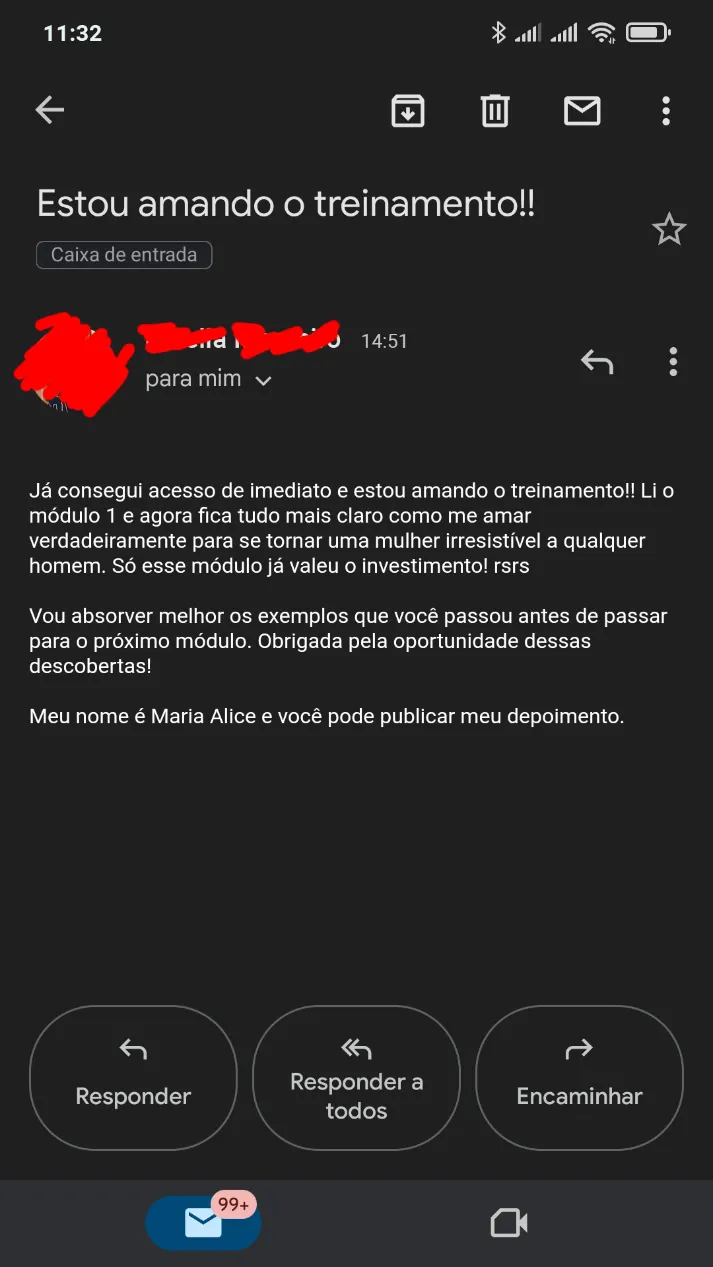 11:32
Estou amando o treinamento!!
Caixa de entrada
14:51
para mim
Já consegui acesso de imediato e estou amando o treinamento!! Li o
módulo 1 e agora fica tudo mais claro como me amar
verdadeiramente para se tornar uma mulher irresistível a qualquer
homem. Só esse módulo já valeu o investimento! rsrs
Vou absorver melhor os exemplos que você passou antes de passar
para o próximo módulo. Obrigada pela oportunidade dessas
descobertas!
Meu nome é Maria Alice e você pode publicar meu depoimento.
Responder
Responder a
todos
Encaminhar
99+